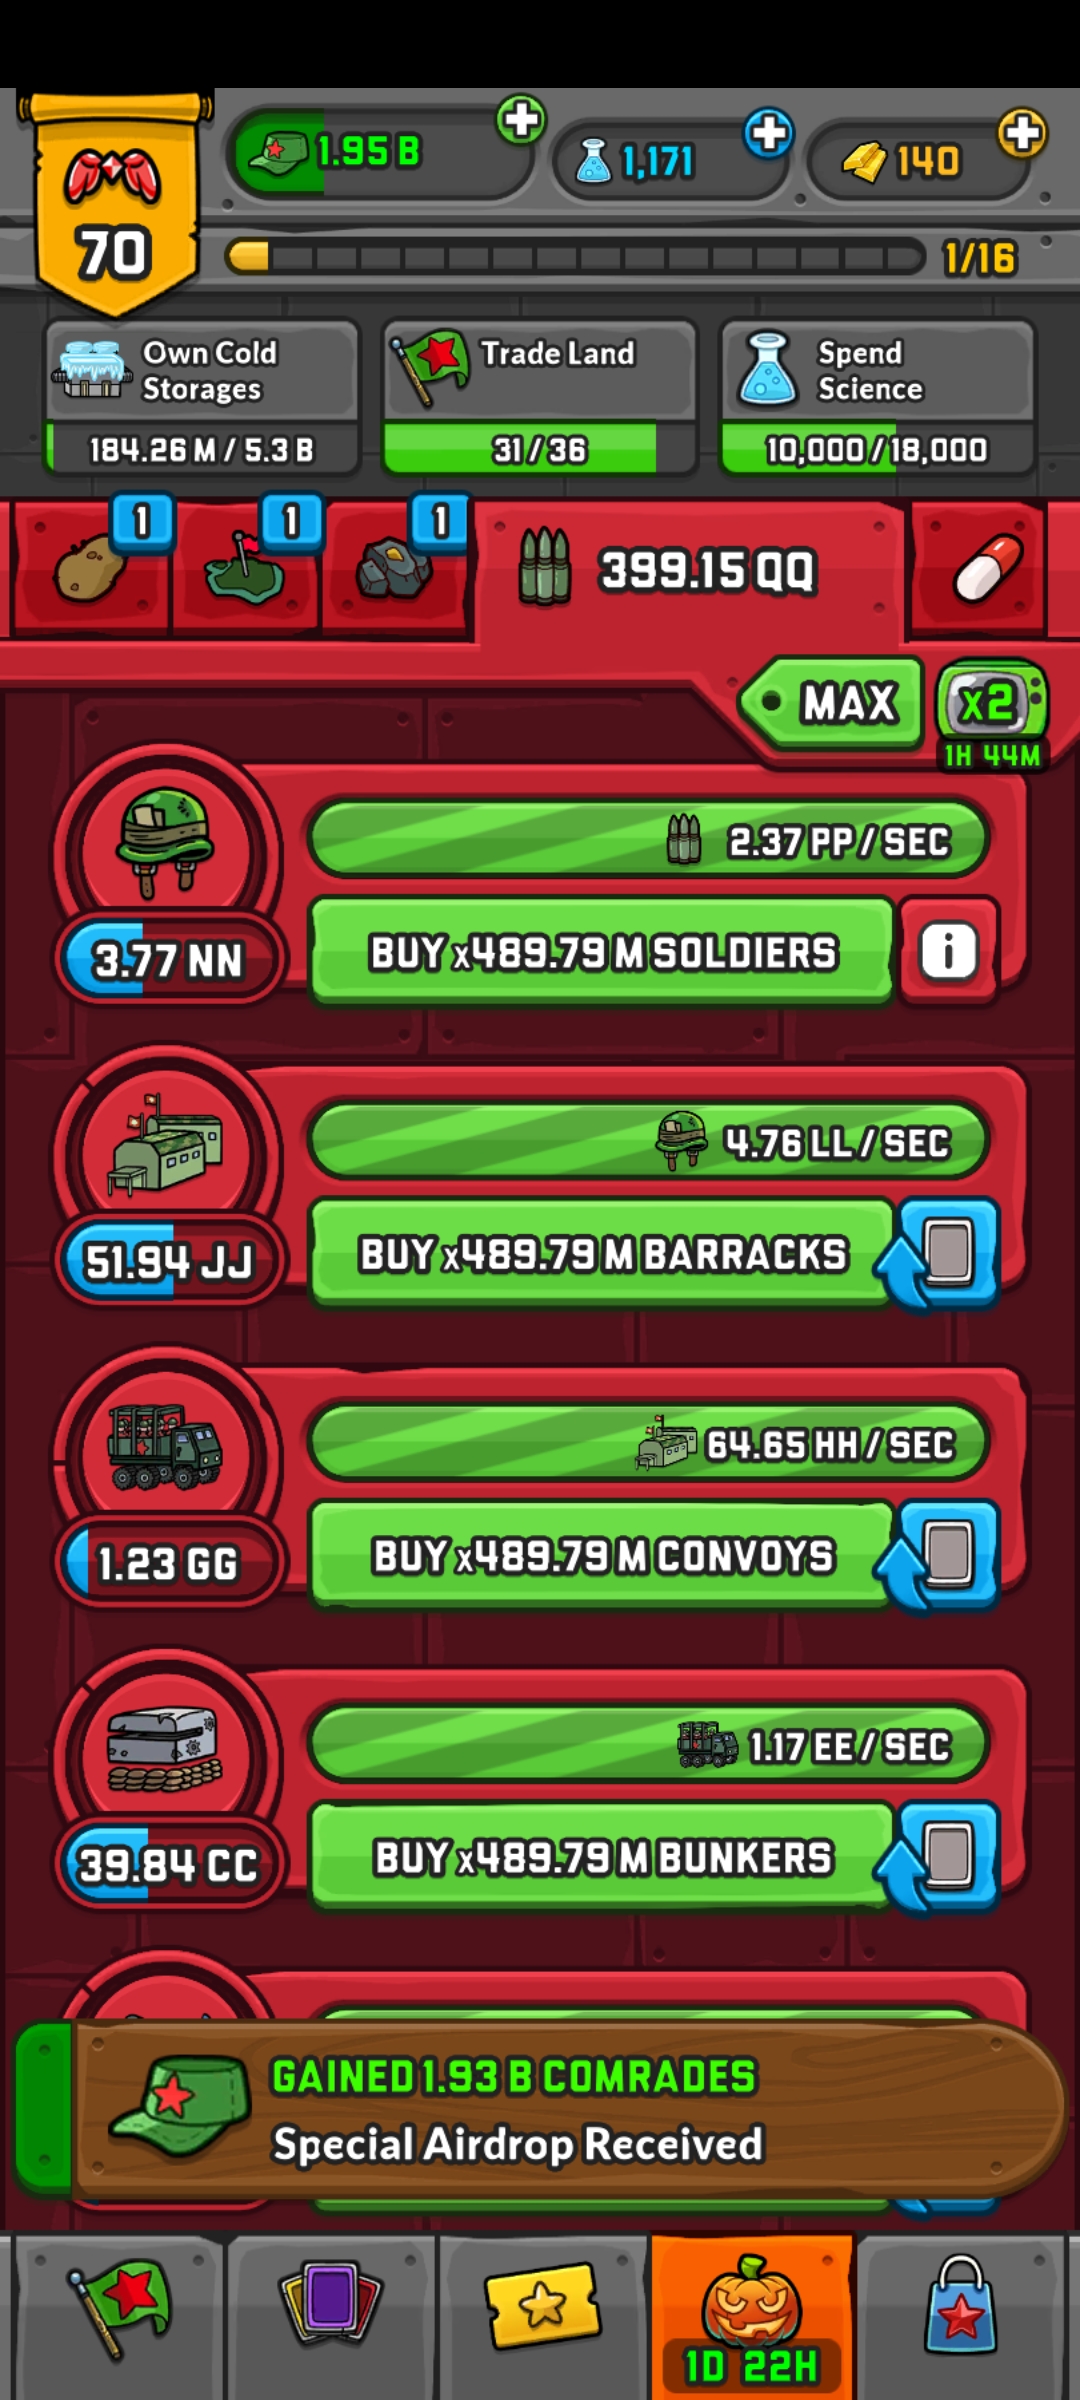 70
1.95 B
1,171
140
1/16
Own Cold
Storages
184.26 M / 5.3 B
Trade Land
31/36
Spend
Science
10,000/18,000
1
1
1
399.15 QQ
MAX
x2
1H 44M
2.37 PP/SEC
3.77 NN
BUY x489.79 M SOLDIERS
i
4.76 LL/SEC
51.94 JJ
BUY x489.79 M BARRACKS
64.65 HH/SEC
1.23 GG
BUY x489.79 M CONVOYS
1.17 EE/SEC
39.84 CC
BUY x489.79 M BUNKERS
GAINED 1.93 B COMRADES
Special Airdrop Received
1D 22H